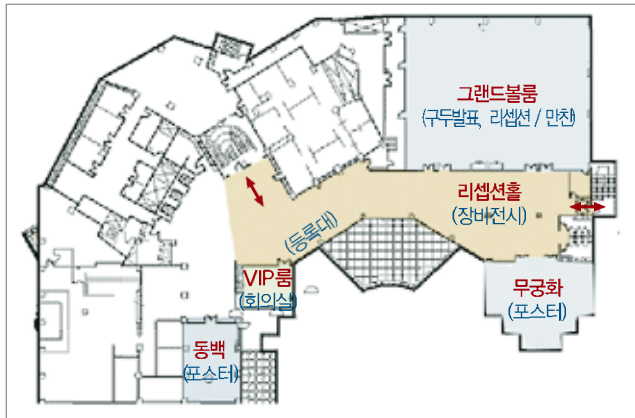 그랜드볼룸
(구두발표, 리셉션 / 만찬)
리셉션홀
(장비전시)
(등록대)
VIP룸
(회의실)
무궁화
(포스터)
동백
(포스터)